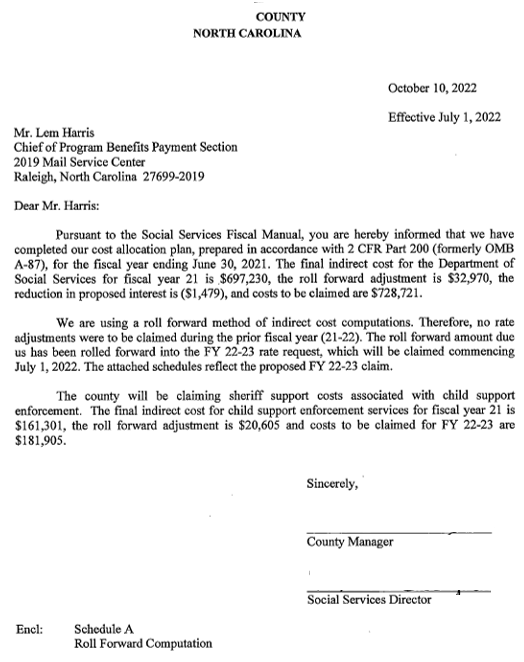 COUNTY
NORTH CAROLINA
October 10, 2022
Effective July 1, 2022
Mr. Lem Harris
Chief of Program Benefits Payment Section
2019 Mail Service Center
Raleigh, North Carolina 27699-2019
Dear Mr. Harris:
Pursuant to the Social Services Fiscal Manual, you are hereby informed that we have
completed our cost allocation plan, prepared in accordance with 2 CFR Part 200 (formerly OMB
A-87), for the fiscal year ending June 30, 2021. The final indirect cost for the Department of
Social Services for fiscal year 21 is $697,230, the roll forward adjustment is $32,970, the
reduction in proposed interest is ($1,479), and costs to be claimed are $728,721.
We are using a roll forward method of indirect cost computations. Therefore, no rate
adjustments were to be claimed during the prior fiscal year (21-22). The roll forward amount due
us has been rolled forward into the FY 22-23 rate request, which will be claimed commencing
July 1, 2022. The attached schedules reflect the proposed FY 22-23 claim.
The county will be claiming sheriff support costs associated with child support
enforcement. The final indirect cost for child support enforcement services for fiscal year 21 is
$161,301, the roll forward adjustment is $20,605 and costs to be claimed for FY 22-23 are
$181,905.
Sincerely,
County Manager
Social Services Director
Encl: Schedule A
Roll Forward Computation